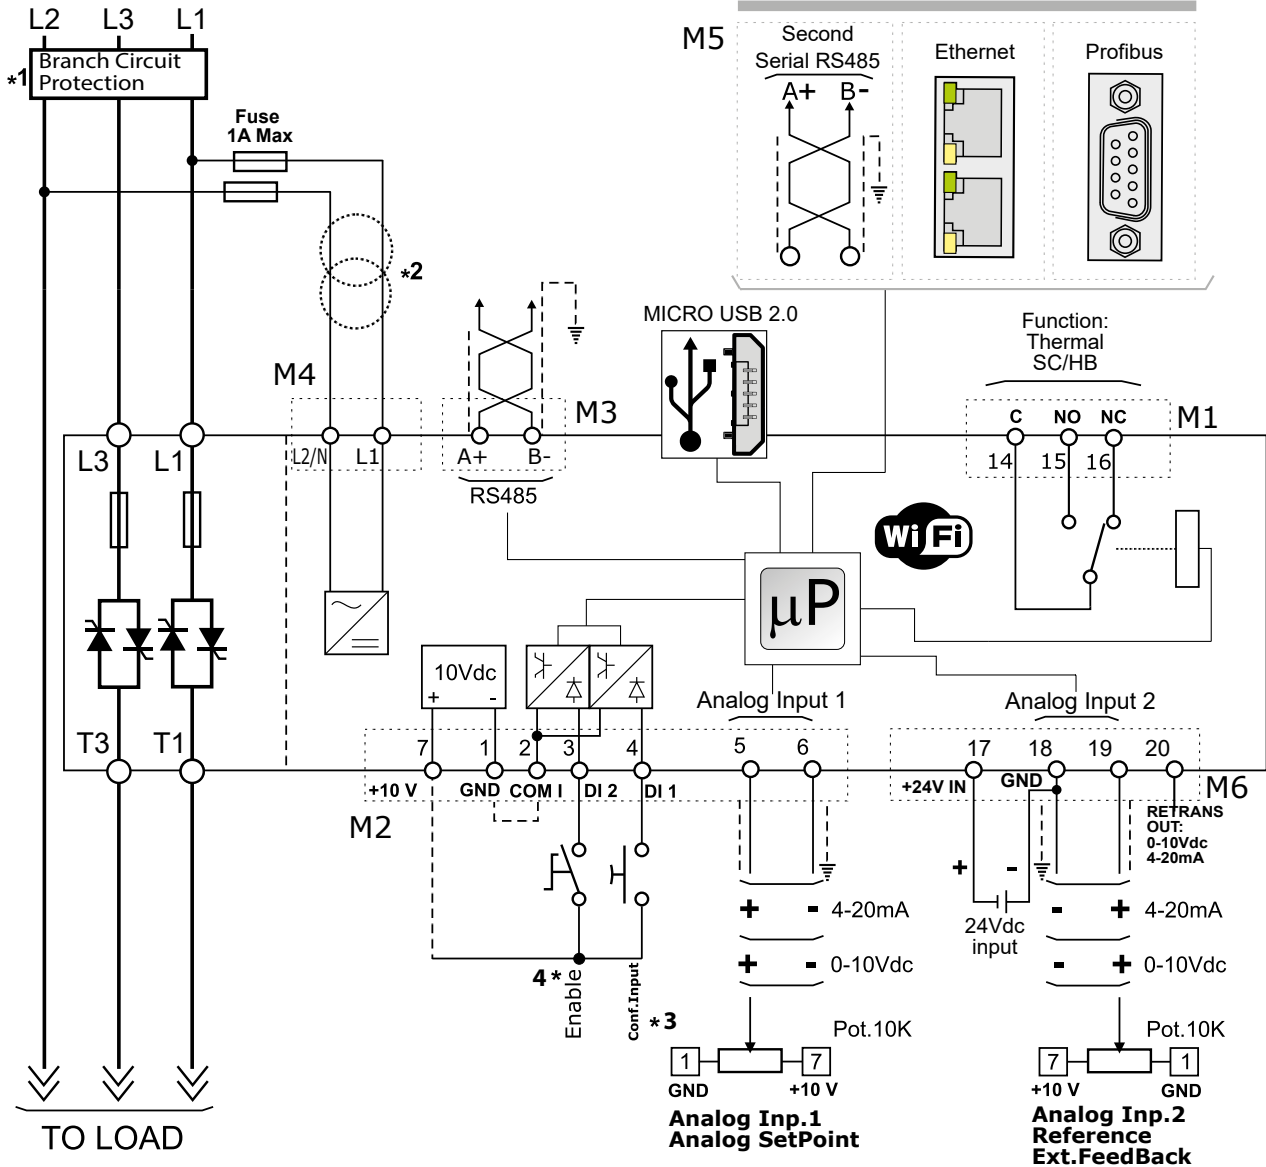 L2 L3 L1
*1 Branch Circuit
Protection
Fuse
1A Max
*2
M4
L2/N L1
M3
A+ B-
RS485
MICRO USB 2.0
M5
Second
Serial RS485
A+ B-
Ethernet
Profibus
Function:
Thermal
SC/HB
M1
C NO NC
14 15 16
Wi Fi
µP
L3 L1
T3 T1
10Vdc
+ -
7 1 2 3 4
+10 V GND COM I DI 2 DI 1
M2
4* Enable
Conf.Input *3
Analog Input 1
5 6
+ - 4-20mA
+ - 0-10Vdc
Pot.10K
1 7
GND +10 V
Analog Inp.1
Analog SetPoint
Analog Input 2
17 18 19 20
+24V IN GND
M6
RETRANS
OUT:
0-10Vdc
4-20mA
+ -
24Vdc
input
- + 4-20mA
- + 0-10Vdc
Pot.10K
7 1
+10 V GND
Analog Inp.2
Reference
Ext.FeedBack
TO LOAD